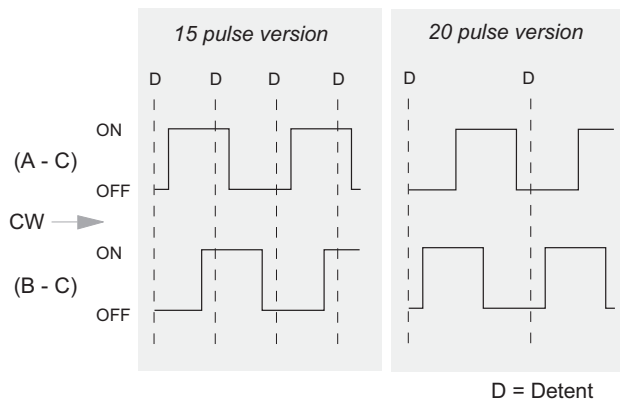 15 pulse version
20 pulse version
D D D D
D D
ON
(A - C)
OFF
CW
ON
(B - C)
OFF
D = Detent